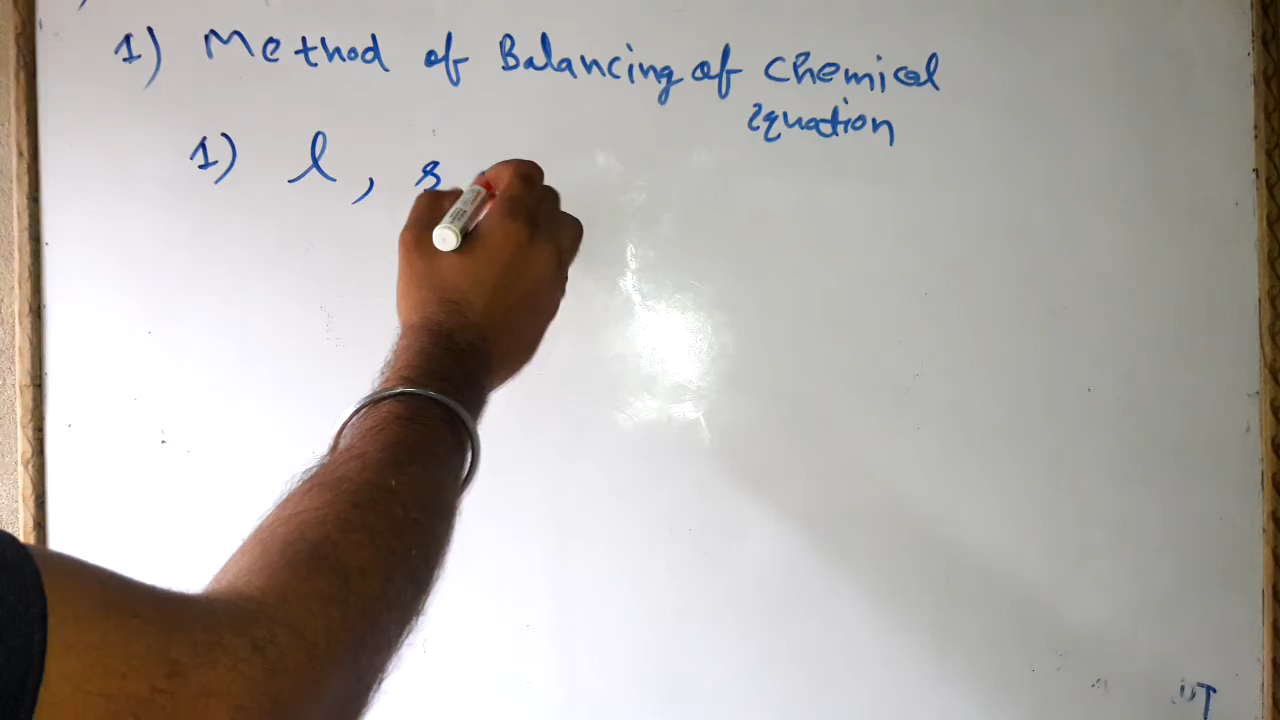 1) Method of Balancing of chemical
Equation
1) l, s